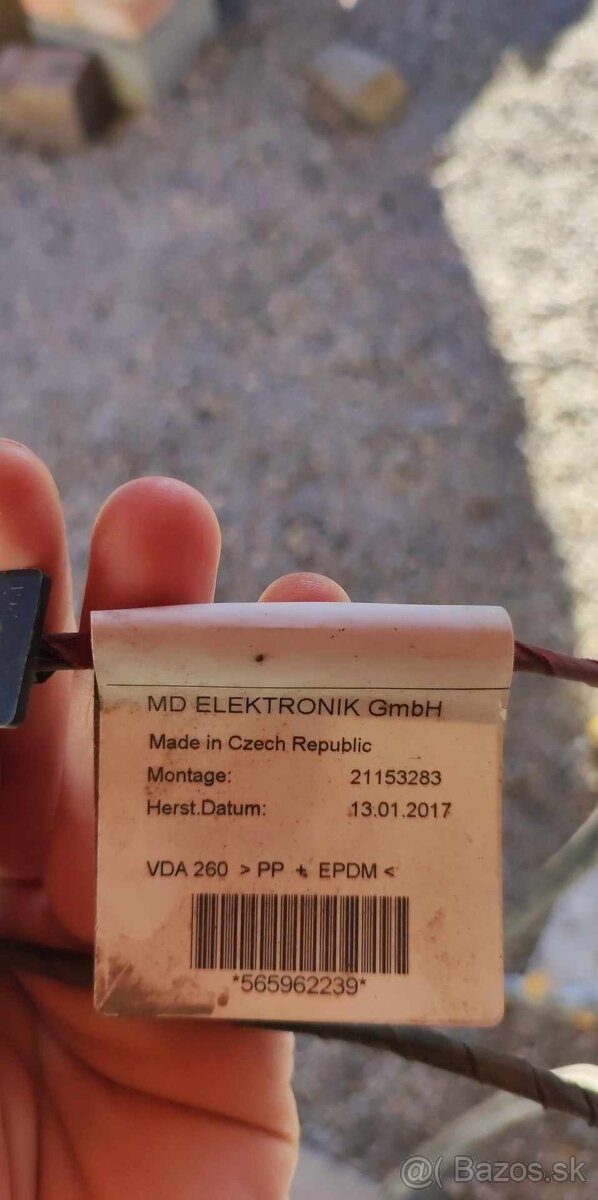 MD ELEKTRONIK GmbH
Made in Czech Republic
Montage: 21153283
Herst.Datum: 13.01.2017
VDA 260 > PP + EPDM <
*565962239*
@( Bazos.sk